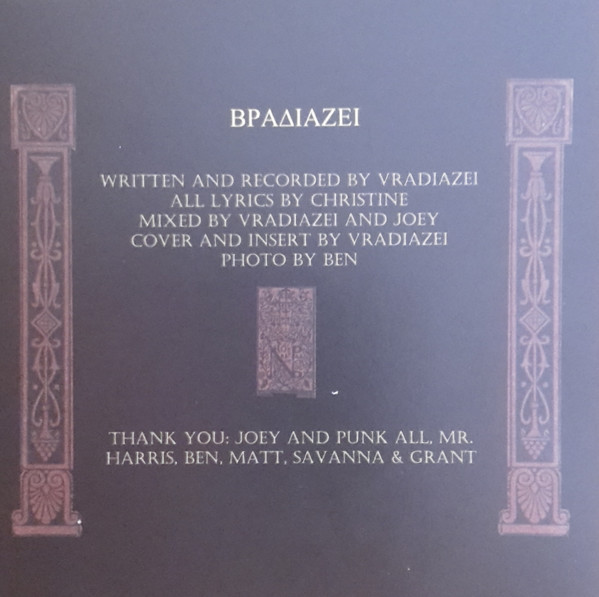 ΒΡΑΔΙΑΖΕΙ
WRITTEN AND RECORDED BY VRADIAZEI
ALL LYRICS BY CHRISTINE
MIXED BY VRADIAZEI AND JOEY
COVER AND INSERT BY VRADIAZEI
PHOTO BY BEN
N
THANK YOU: JOEY AND PUNK ALL, MR.
HARRIS, BEN, MATT, SAVANNA & GRANT